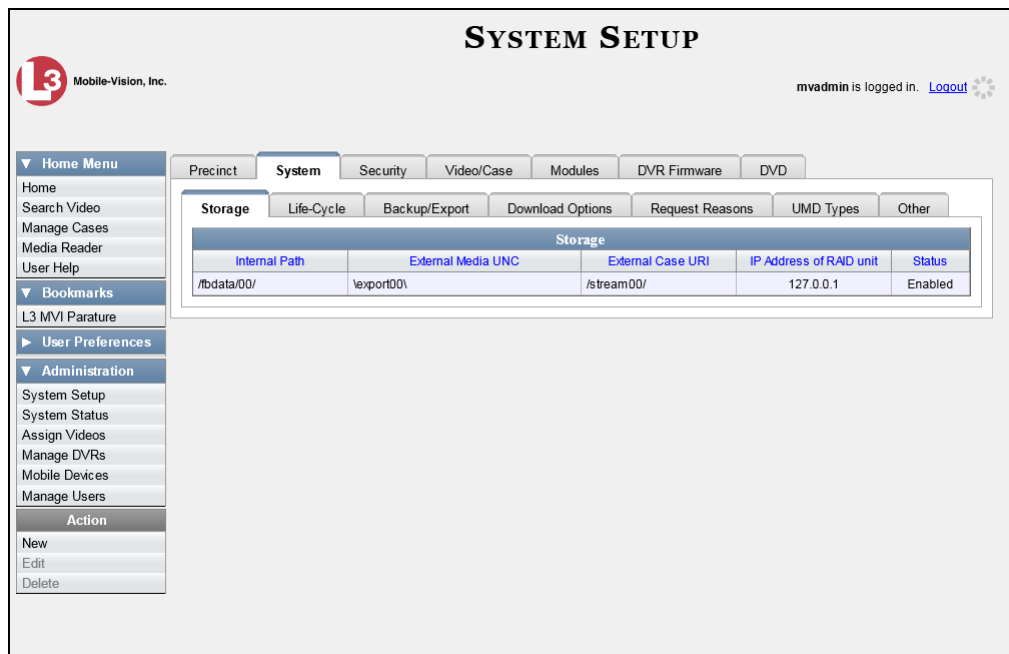 SYSTEM SETUP
L3 Mobile-Vision, Inc.
mvadmin is logged in. Logout
▼ Home Menu
Home
Search Video
Manage Cases
Media Reader
User Help
▼ Bookmarks
L3 MVI Parature
▶ User Preferences
▼ Administration
System Setup
System Status
Assign Videos
Manage DVRs
Mobile Devices
Manage Users
Action
New
Edit
Delete
Precinct System Security Video/Case Modules DVR Firmware DVD
Storage Life-Cycle Backup/Export Download Options Request Reasons UMD Types Other
Storage
Internal Path External Media UNC External Case URI IP Address of RAID unit Status
/fbdata/00/ \export00\ /stream00/ 127.0.0.1 Enabled